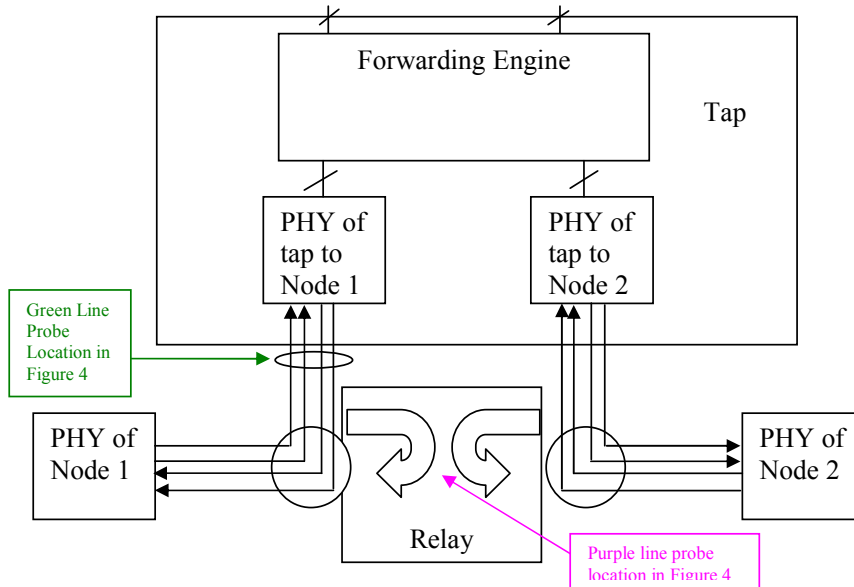 Forwarding Engine
Tap
PHY of
tap to
Node 1
PHY of
tap to
Node 2
Green Line
Probe
Location in
Figure 4
PHY of
Node 1
PHY of
Node 2
Relay
Purple line probe
location in Figure 4